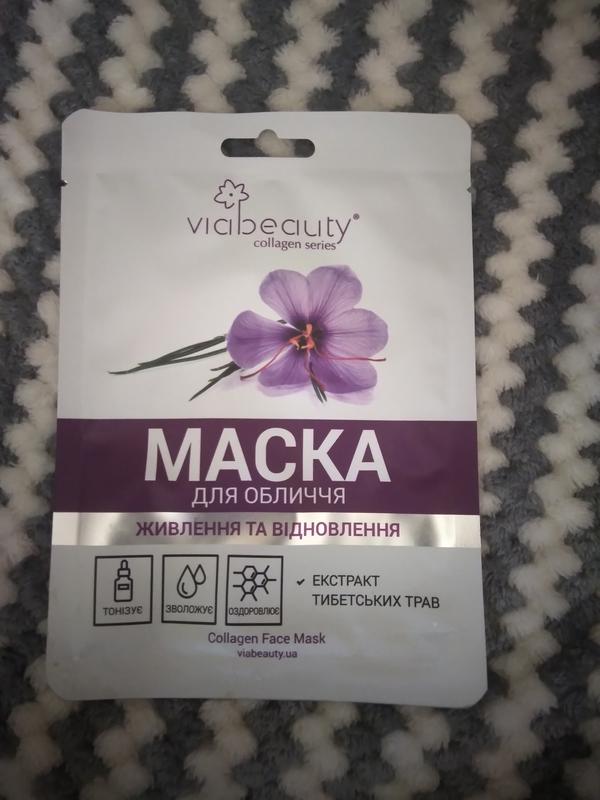 viabeauty®
collagen series
МАСКА
ДЛЯ ОБЛИЧЧЯ
ЖИВЛЕННЯ ТА ВІДНОВЛЕННЯ
ТОНІЗУЄ
ЗВОЛОЖУЄ
ОЗДОРОВЛЮЄ
✓ ЕКСТРАКТ
ТИБЕТСЬКИХ ТРАВ
Collagen Face Mask
viabeauty.ua